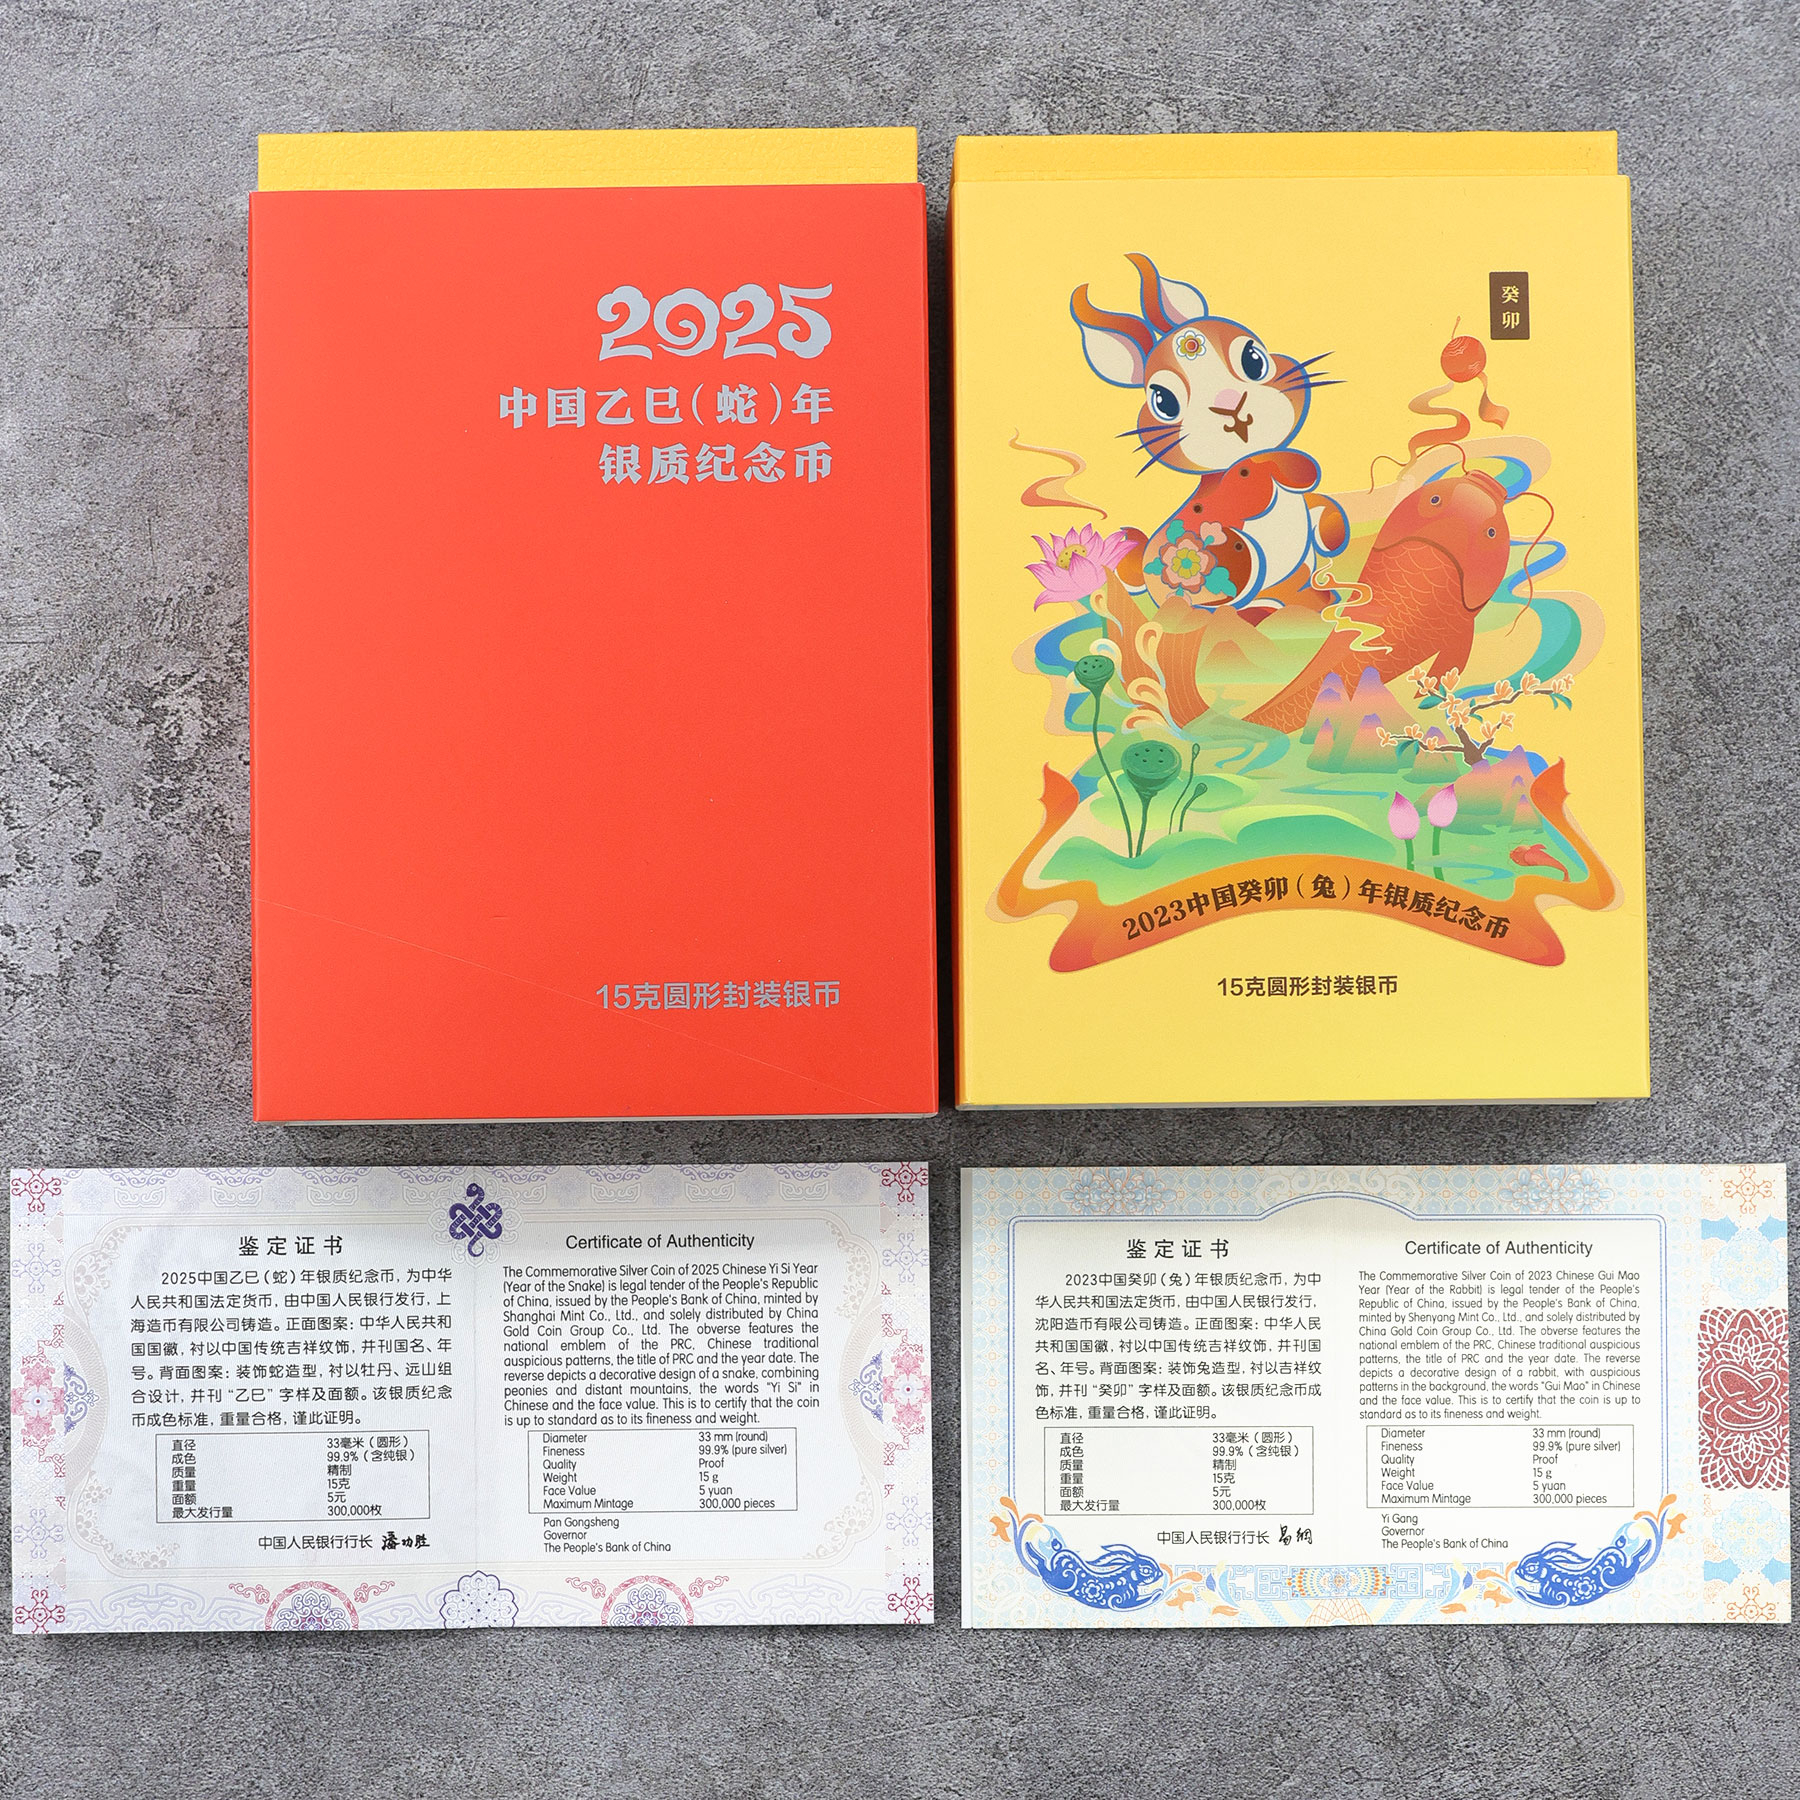 2025
中国乙巳（蛇）年
银质纪念币
15克圆形封装银币
癸
卯
2023中国癸卯（兔）年银质纪念币
15克圆形封装银币
鉴定证书
2025中国乙巳（蛇）年银质纪念币，为中华
人民共和国法定货币，由中国人民银行发行，上
海造币有限公司铸造。正面图案：中华人民共和
国国徽，衬以中国传统吉祥纹饰，并刊国名、年
号。背面图案：装饰蛇造型，衬以牡丹、远山组
合设计，并刊“乙巳”字样及面额。该银质纪念
币成色标准，重量合格，谨此证明。
直径 33毫米（圆形）
成色 99.9%（含纯银）
质量 精制
重量 15克
面额 5元
最大发行量 300,000枚
中国人民银行行长 潘功胜
Certificate of Authenticity
The Commemorative Silver Coin of 2025 Chinese Yi Si Year
(Year of the Snake) is legal tender of the People's Republic
of China, issued by the People's Bank of China, minted by
Shanghai Mint Co., Ltd., and solely distributed by China
Gold Coin Group Co., Ltd. The obverse features the
national emblem of the PRC, Chinese traditional
auspicious patterns, the title of PRC and the year date. The
reverse depicts a decorative design of a snake, combining
peonies and distant mountains, the words "Yi Si" in
Chinese and the face value. This is to certify that the coin
is up to standard as to its fineness and weight.
Diameter 33 mm (round)
Fineness 99.9% (pure silver)
Quality Proof
Weight 15 g
Face Value 5 yuan
Maximum Mintage 300,000 pieces
Pan Gongsheng
Governor
The People's Bank of China
鉴定证书
2023中国癸卯（兔）年银质纪念币，为中
华人民共和国法定货币，由中国人民银行发行，
沈阳造币有限公司铸造。正面图案：中华人民
共和国国徽，衬以中国传统吉祥纹饰，并刊国
名、年号。背面图案：装饰兔造型，衬以吉祥纹
饰，并刊“癸卯”字样及面额。该银质纪念币成
色标准，重量合格，谨此证明。
直径 33毫米（圆形）
成色 99.9%（含纯银）
质量 精制
重量 15克
面额 5元
最大发行量 300,000枚
中国人民银行行长 易纲
Certificate of Authenticity
The Commemorative Silver Coin of 2023 Chinese Gui Mao
Year (Year of the Rabbit) is legal tender of the People's
Republic of China, issued by the People's Bank of China,
minted by Shenyang Mint Co., Ltd., and solely distributed by
China Gold Coin Group Co., Ltd. The obverse features the
national emblem of the PRC, Chinese traditional auspicious
patterns, the title of PRC and the year date. The reverse
depicts a decorative design of a rabbit, with auspicious
patterns in the background, the words "Gui Mao" in Chinese
and the face value. This is to certify that the coin is up to
standard as to its fineness and weight.
Diameter 33 mm (round)
Fineness 99.9% (pure silver)
Quality Proof
Weight 15 g
Face Value 5 yuan
Maximum Mintage 300,000 pieces
Yi Gang
Governor
The People's Bank of China